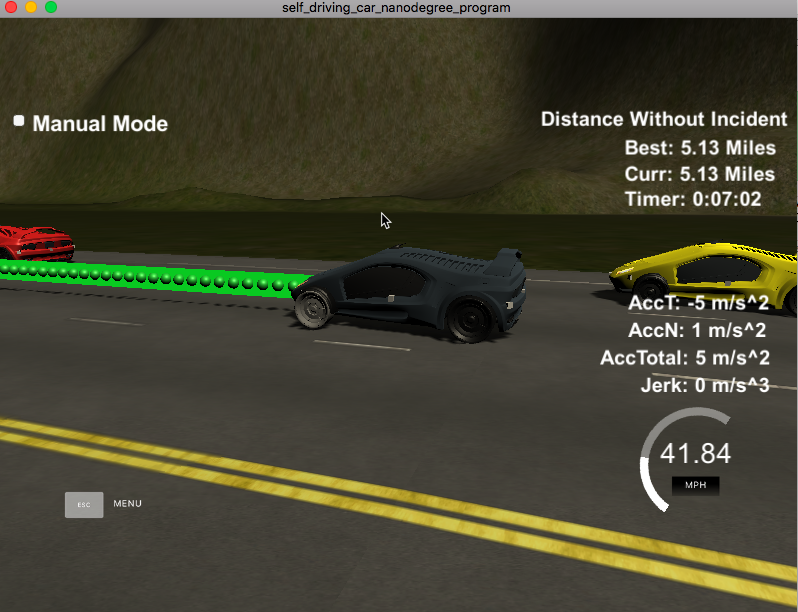 self_driving_car_nanodegree_program
Manual Mode
Distance Without Incident
Best: 5.13 Miles
Curr: 5.13 Miles
Timer: 0:07:02
AccT: -5 m/s^2
AccN: 1 m/s^2
AccTotal: 5 m/s^2
Jerk: 0 m/s^3
41.84
MPH
ESC MENU